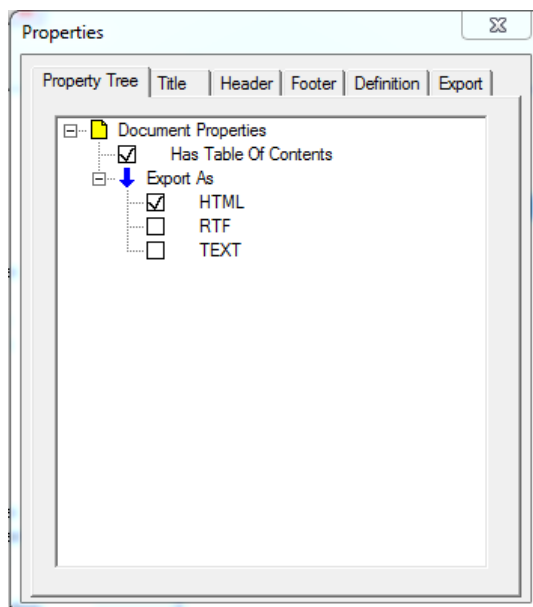 Properties
Property Tree Title Header Footer Definition Export
Document Properties
Has Table Of Contents
Export As
HTML
RTF
TEXT